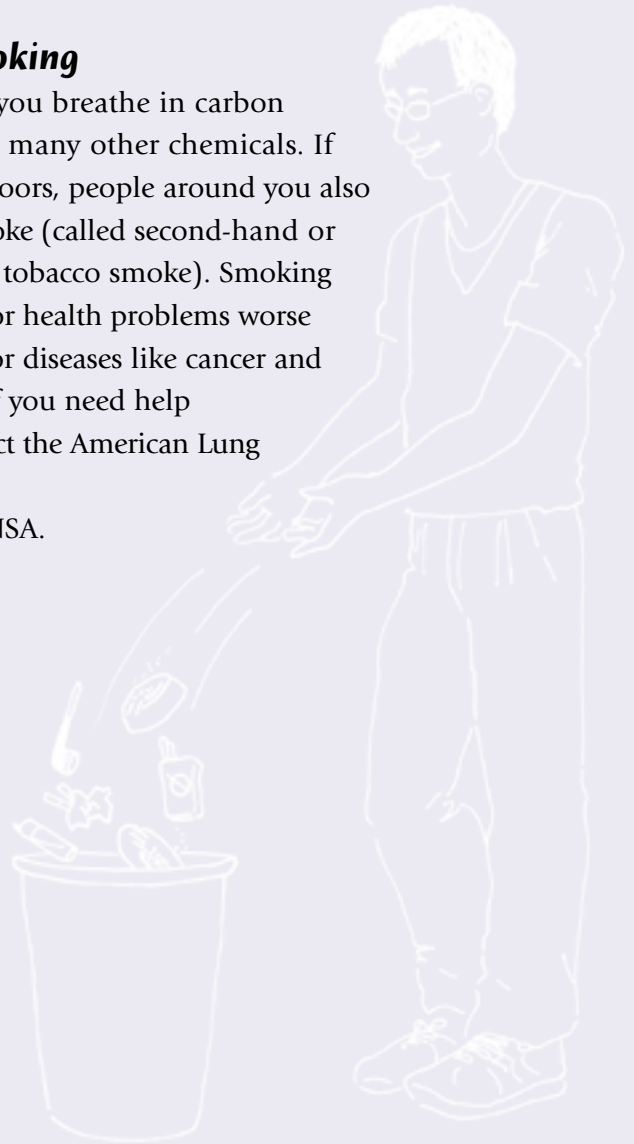 oking
you breathe in carbon
many other chemicals. If
oors, people around you also
oke (called second-hand or
tobacco smoke). Smoking
or health problems worse
or diseases like cancer and
f you need help
ct the American Lung
NSA.